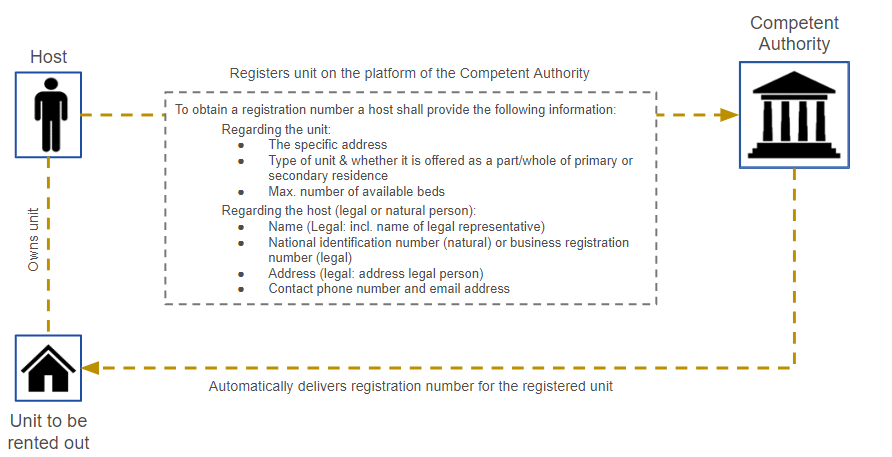 Competent
Authority
Host
Registers unit on the platform of the Competent Authority
To obtain a registration number a host shall provide the following information:
Regarding the unit:
● The specific address
● Type of unit & whether it is offered as a part/whole of primary or
secondary residence
● Max. number of available beds
Regarding the host (legal or natural person):
● Name (Legal: incl. name of legal representative)
● National identification number (natural) or business registration
number (legal)
● Address (legal: address legal person)
● Contact phone number and email address
Owns unit
Automatically delivers registration number for the registered unit
Unit to be
rented out